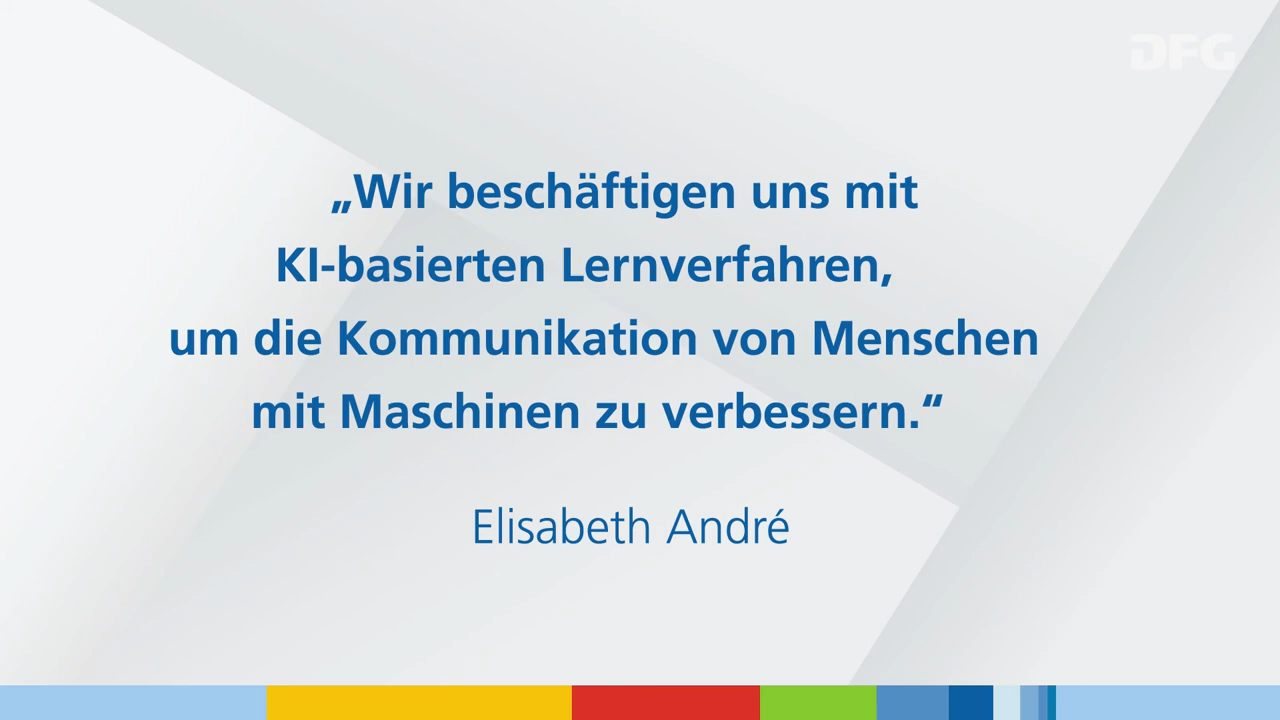 DFG
„Wir beschäftigen uns mit
KI-basierten Lernverfahren,
um die Kommunikation von Menschen
mit Maschinen zu verbessern.“
Elisabeth André